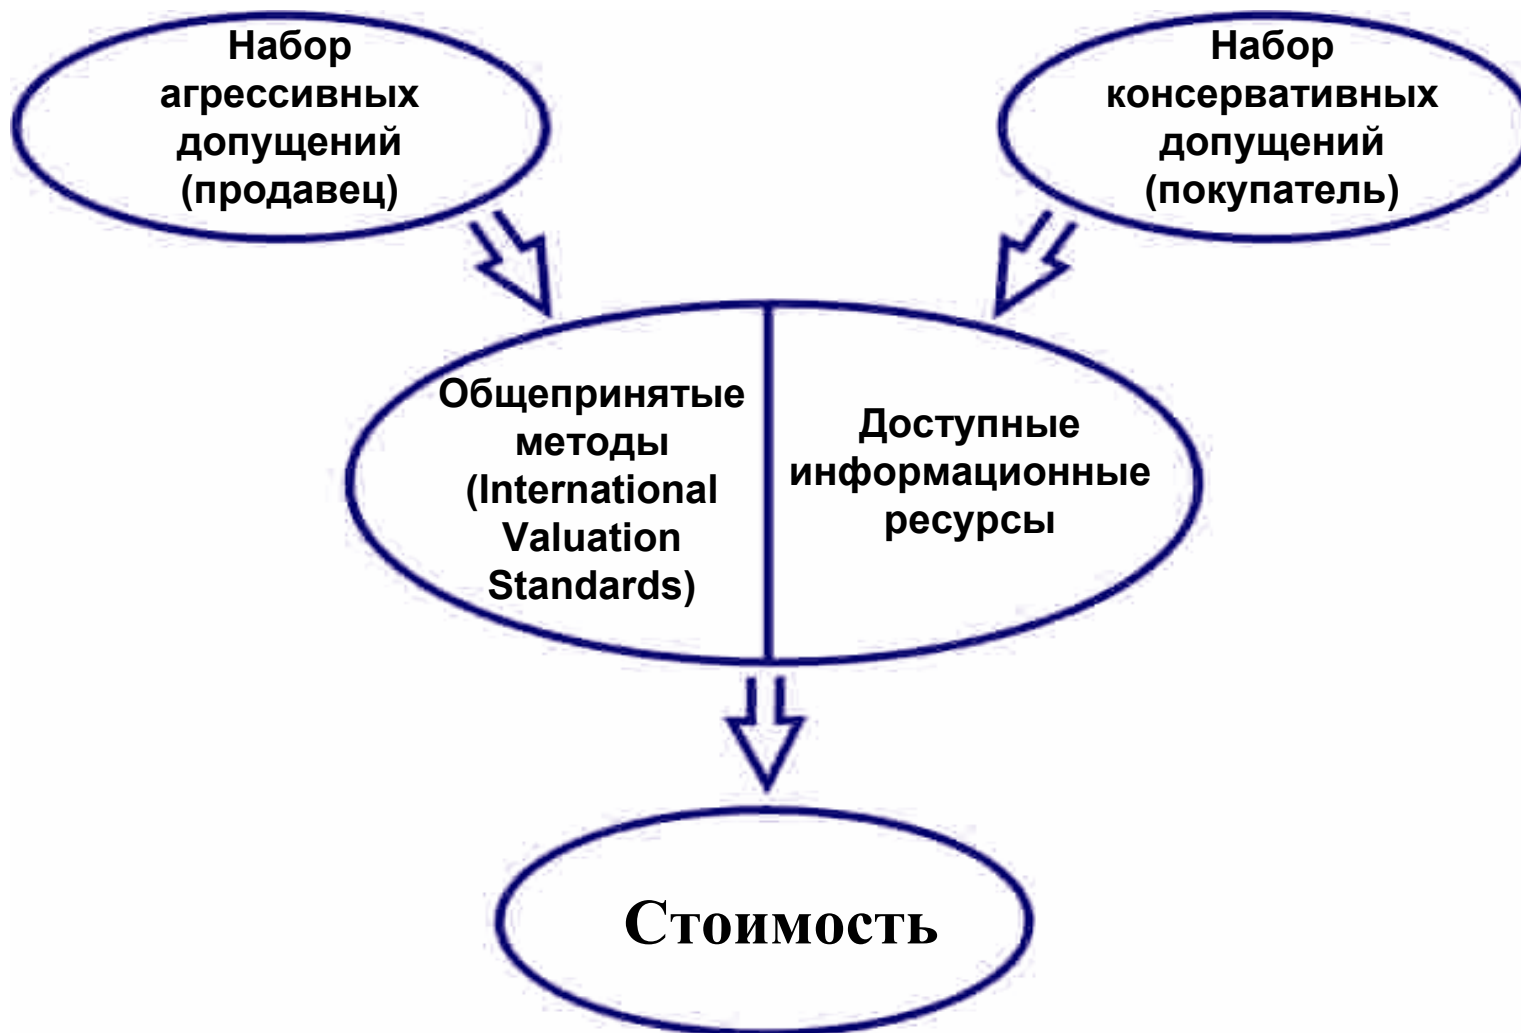 Набор
агрессивных
допущений
(продавец)
Набор
консервативных
допущений
(покупатель)
Общепринятые
методы
(International
Valuation
Standards)
Доступные
информационные
ресурсы
Стоимость